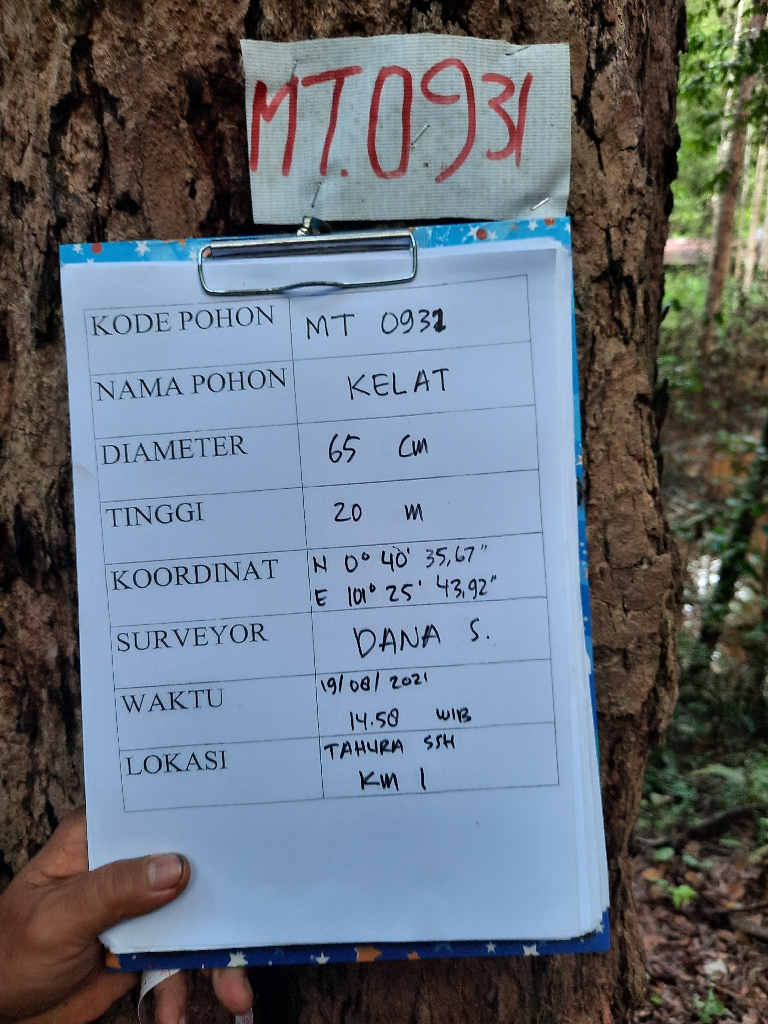 MT.0931
KODE POHON MT 0931
NAMA POHON KELAT
DIAMETER 65 Cm
TINGGI 20 m
KOORDINAT N 0° 40' 35,67"
E 101° 25' 43,92"
SURVEYOR DANA S.
WAKTU 19/08/2021
14.58 WIB
LOKASI TAHURA SSH
Km 1